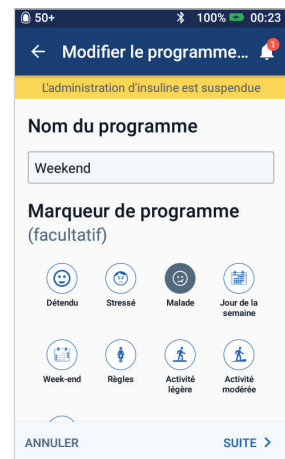 50+ 100% 00:23
Modifier le programme...
L'administration d'insuline est suspendue
Nom du programme
Weekend
Marqueur de programme
(facultatif)
Détendu Stressé Malade Jour de la
semaine
Week-end Règles Activité Activité
légère modérée
ANNULER SUITE